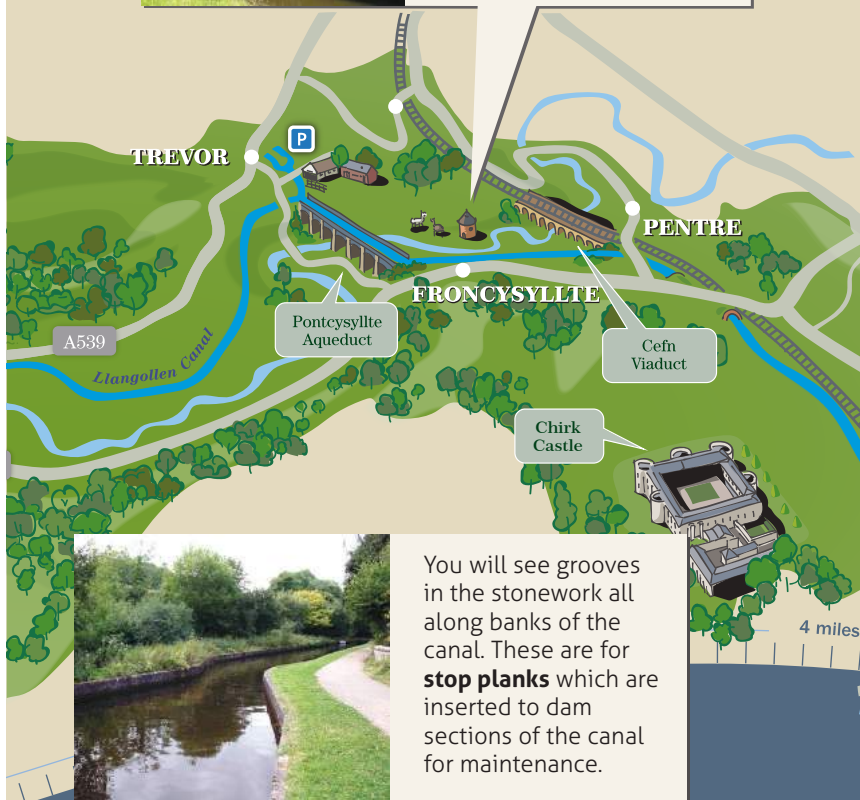 P
TREVOR
PENTRE
FRONCYSYLLTE
Pontcysyllte
Aqueduct
A539
Llangollen Canal
Cefn
Viaduct
Chirk
Castle
You will see grooves
in the stonework all
along banks of the
canal. These are for
stop planks which are
inserted to dam
sections of the canal
for maintenance.
4 miles